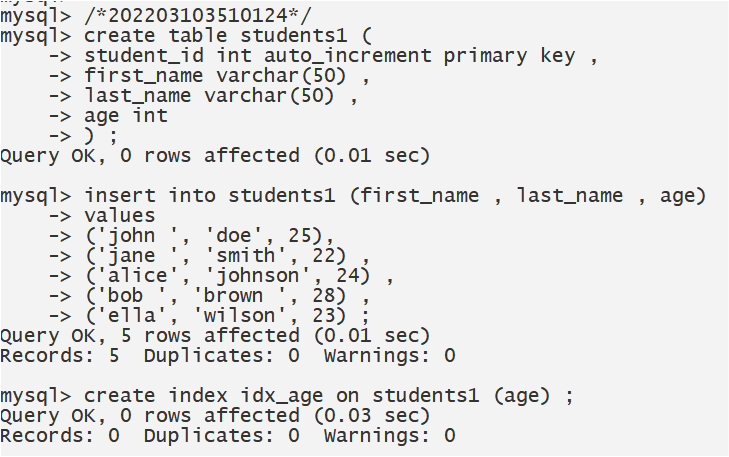 mysql> /*202203103510124*/
mysql> create table students1 (
    -> student_id int auto_increment primary key ,
    -> first_name varchar(50) ,
    -> last_name varchar(50) ,
    -> age int
    -> ) ;
Query OK, 0 rows affected (0.01 sec)
mysql> insert into students1 (first_name , last_name , age)
    -> values
    -> ('john ', 'doe', 25),
    -> ('jane ', 'smith', 22) ,
    -> ('alice', 'johnson', 24) ,
    -> ('bob ', 'brown ', 28) ,
    -> ('ella', 'wilson', 23) ;
Query OK, 5 rows affected (0.01 sec)
Records: 5  Duplicates: 0  Warnings: 0
mysql> create index idx_age on students1 (age) ;
Query OK, 0 rows affected (0.03 sec)
Records: 0  Duplicates: 0  Warnings: 0